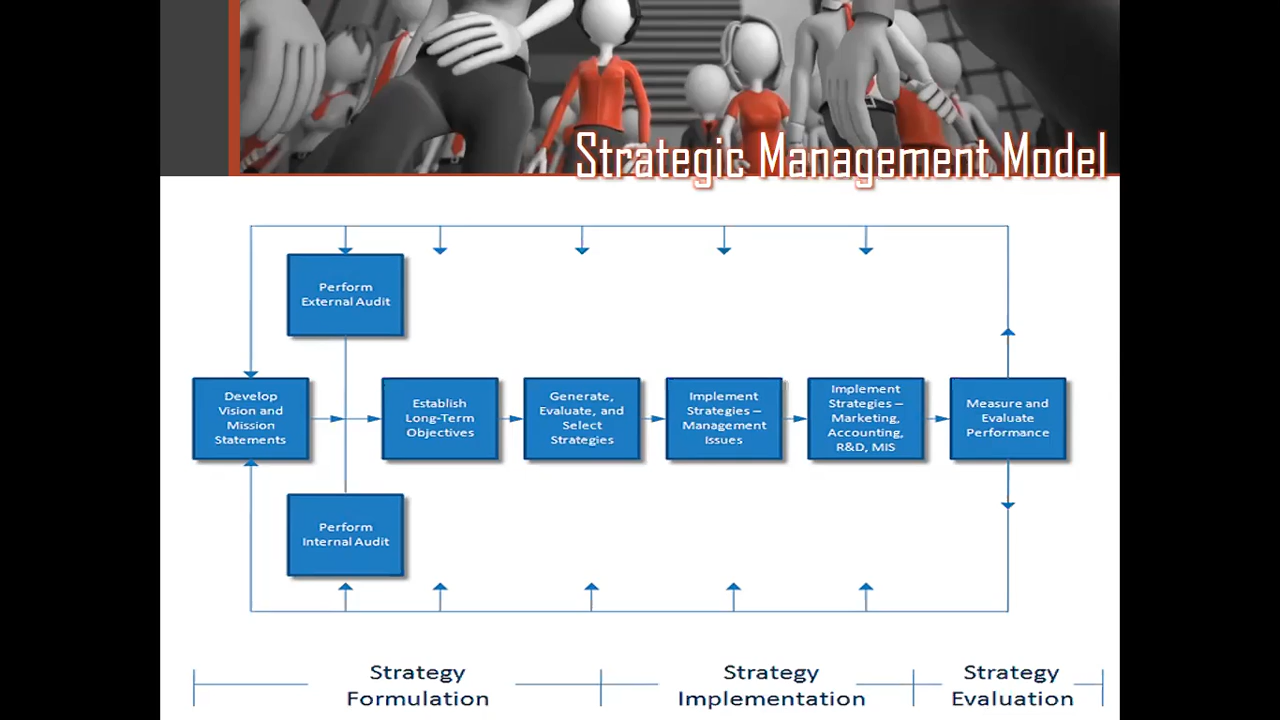 Strategic Management Model
Perform
External Audit
Develop
Vision and
Mission
Statements
Establish
Long-Term
Objectives
Generate,
Evaluate, and
Select
Strategies
Implement
Strategies –
Management
Issues
Implement
Strategies –
Marketing,
Accounting,
R&D, MIS
Measure and
Evaluate
Performance
Perform
Internal Audit
Strategy
Formulation
Strategy
Implementation
Strategy
Evaluation